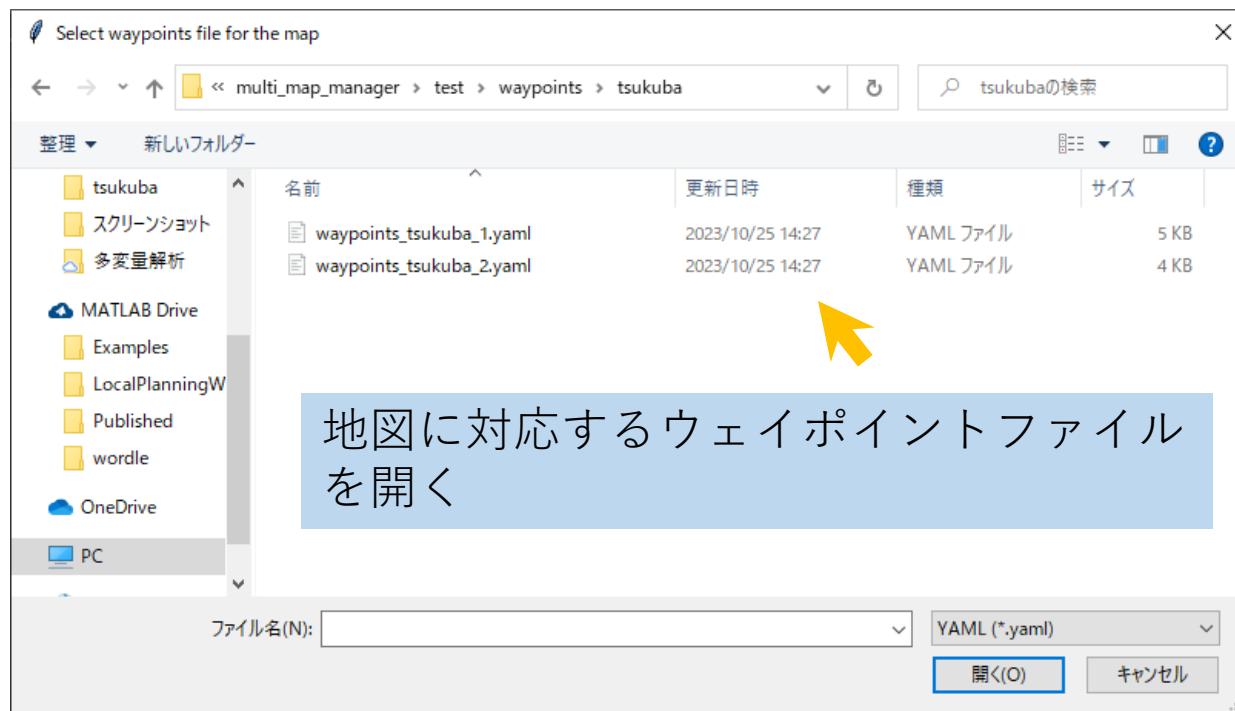 Select waypoints file for the map
« multi_map_manager › test › waypoints › tsukuba
tsukubaの検索
整理 新しいフォルダー
名前 更新日時 種類 サイズ
tsukuba
スクリーンショット
多変量解析
MATLAB Drive
Examples
LocalPlanningW
Published
wordle
OneDrive
PC
waypoints_tsukuba_1.yaml 2023/10/25 14:27 YAML ファイル 5 KB
waypoints_tsukuba_2.yaml 2023/10/25 14:27 YAML ファイル 4 KB
地図に対応するウェイポイントファイル
を開く
ファイル名(N): YAML (*.yaml)
開く(O) キャンセル